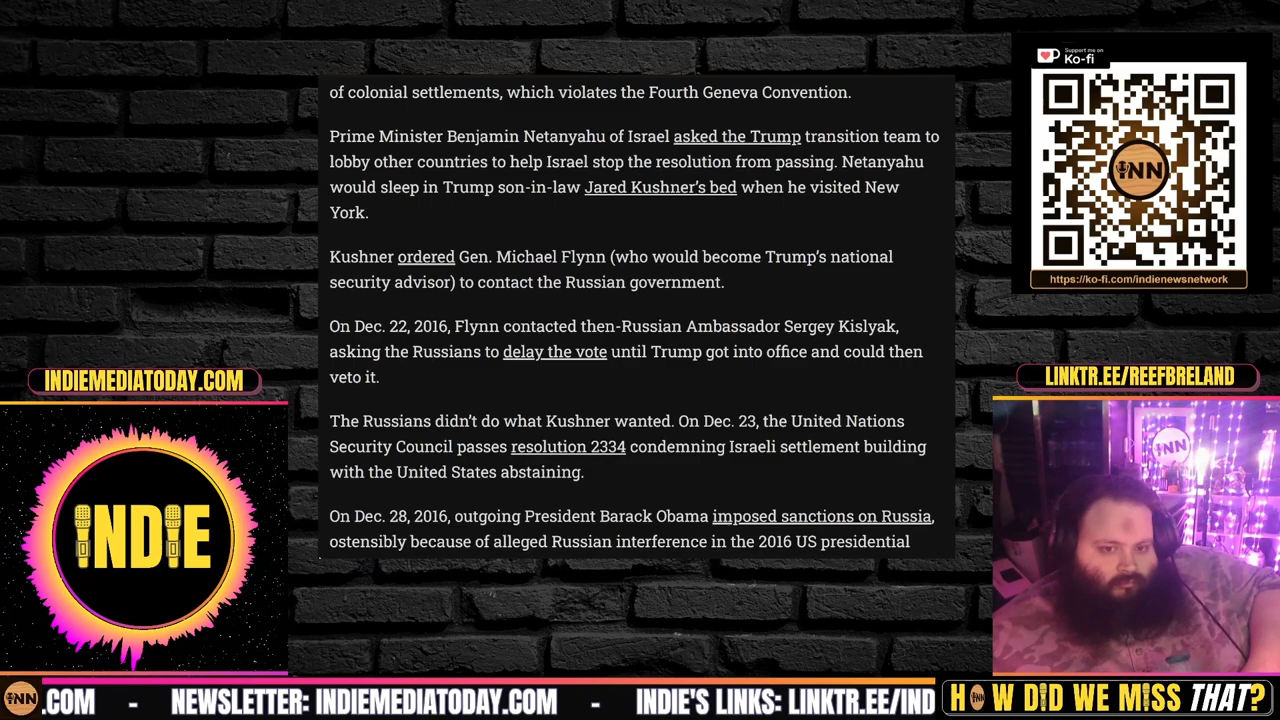 of colonial settlements, which violates the Fourth Geneva Convention.
Prime Minister Benjamin Netanyahu of Israel asked the Trump transition team to
lobby other countries to help Israel stop the resolution from passing. Netanyahu
would sleep in Trump son-in-law Jared Kushner’s bed when he visited New
York.
Kushner ordered Gen. Michael Flynn (who would become Trump’s national
security advisor) to contact the Russian government.
On Dec. 22, 2016, Flynn contacted then-Russian Ambassador Sergey Kislyak,
asking the Russians to delay the vote until Trump got into office and could then
veto it.
The Russians didn’t do what Kushner wanted. On Dec. 23, the United Nations
Security Council passes resolution 2334 condemning Israeli settlement building
with the United States abstaining.
On Dec. 28, 2016, outgoing President Barack Obama imposed sanctions on Russia,
ostensibly because of alleged Russian interference in the 2016 US presidential
Support me on
Ko-fi
INN
https://ko-fi.com/indienewsnetwork
INDIEMEDIATODAY.COM
INDIE
LINKTR.EE/REEFBRELAND
INN
INN
.COM - NEWSLETTER: INDIEMEDIATODAY.COM - INDIE'S LINKS: LINKTR.EE/IND
HOW DID WE MISS THAT?